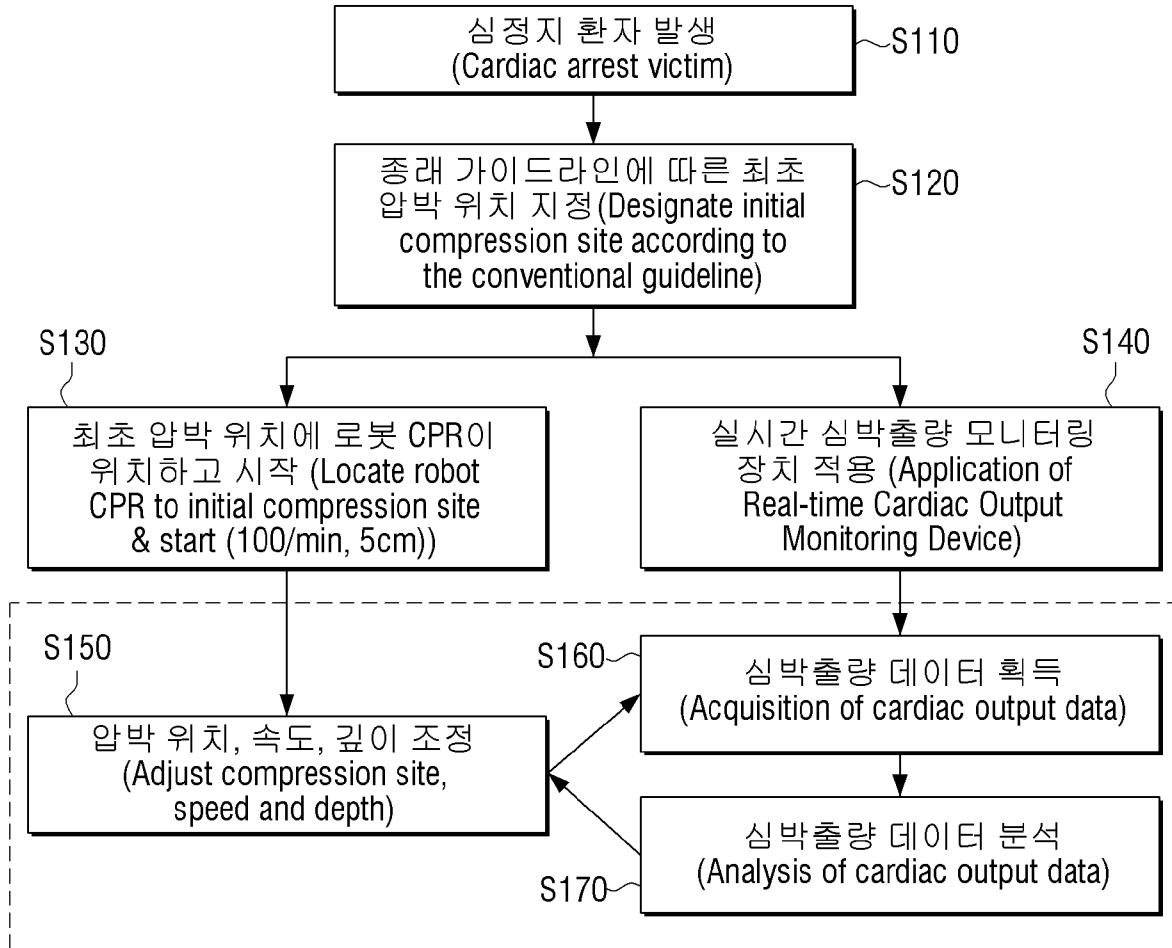 심정지 환자 발생
(Cardiac arrest victim)
S110
종래 가이드라인에 따른 최초
압박 위치 지정(Designate initial
compression site according to
the conventional guideline)
S120
S130
최초 압박 위치에 로봇 CPR이
위치하고 시작 (Locate robot
CPR to initial compression site
& start (100/min, 5cm))
S140
실시간 심박출량 모니터링
장치 적용 (Application of
Real-time Cardiac Output
Monitoring Device)
S150
압박 위치, 속도, 깊이 조정
(Adjust compression site,
speed and depth)
S160
심박출량 데이터 획득
(Acquisition of cardiac output data)
심박출량 데이터 분석
(Analysis of cardiac output data)
S170